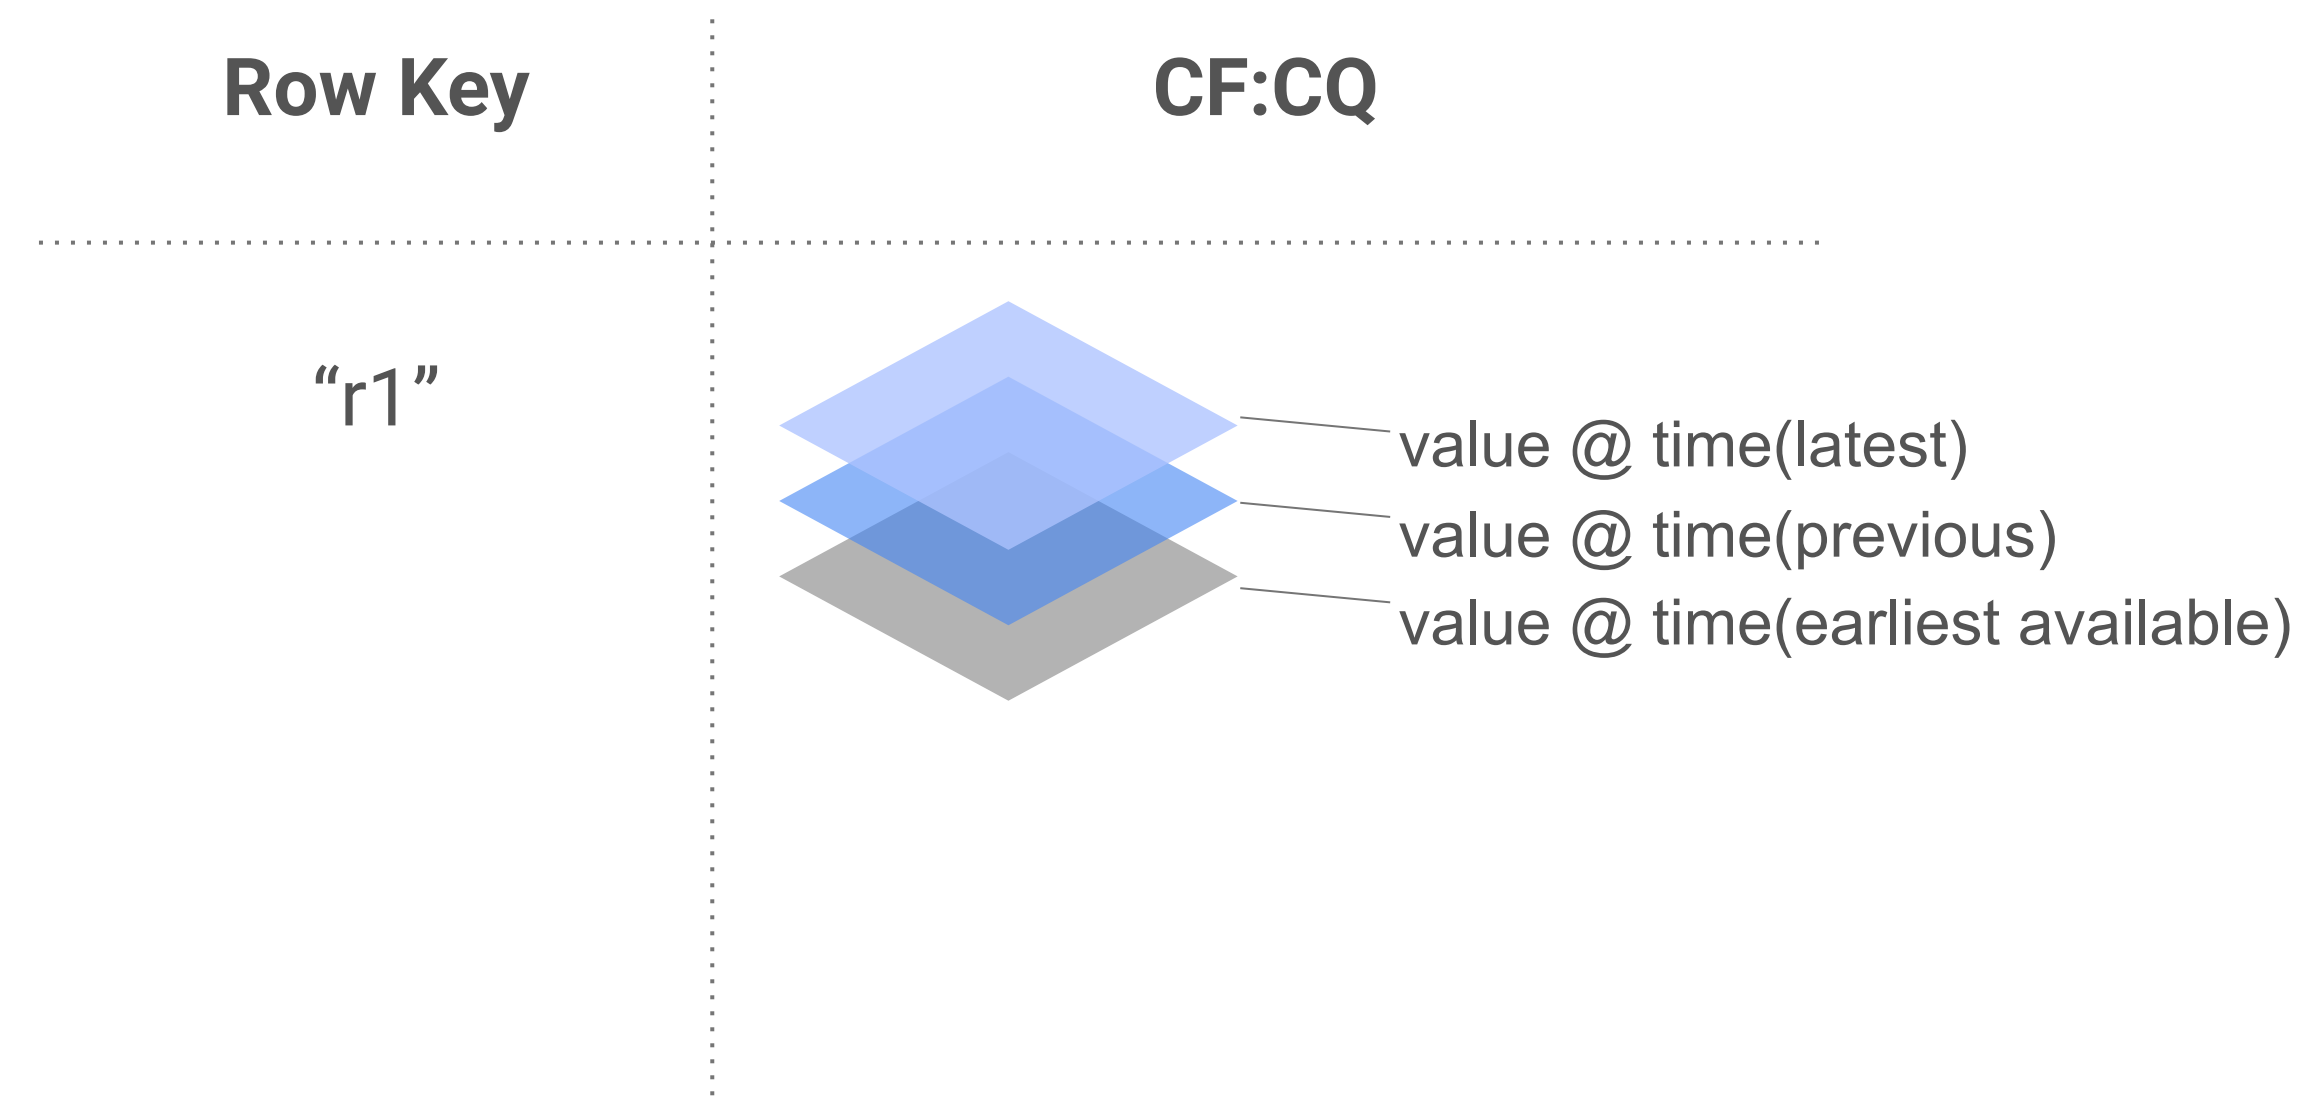 Row Key
CF:CQ
“r1”
value @ time(latest)
value @ time(previous)
value @ time(earliest available)